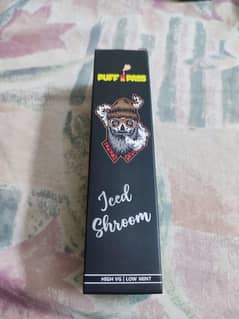 PUFF N PASS
Iced
Shroom
HIGH VG | LOW MINT